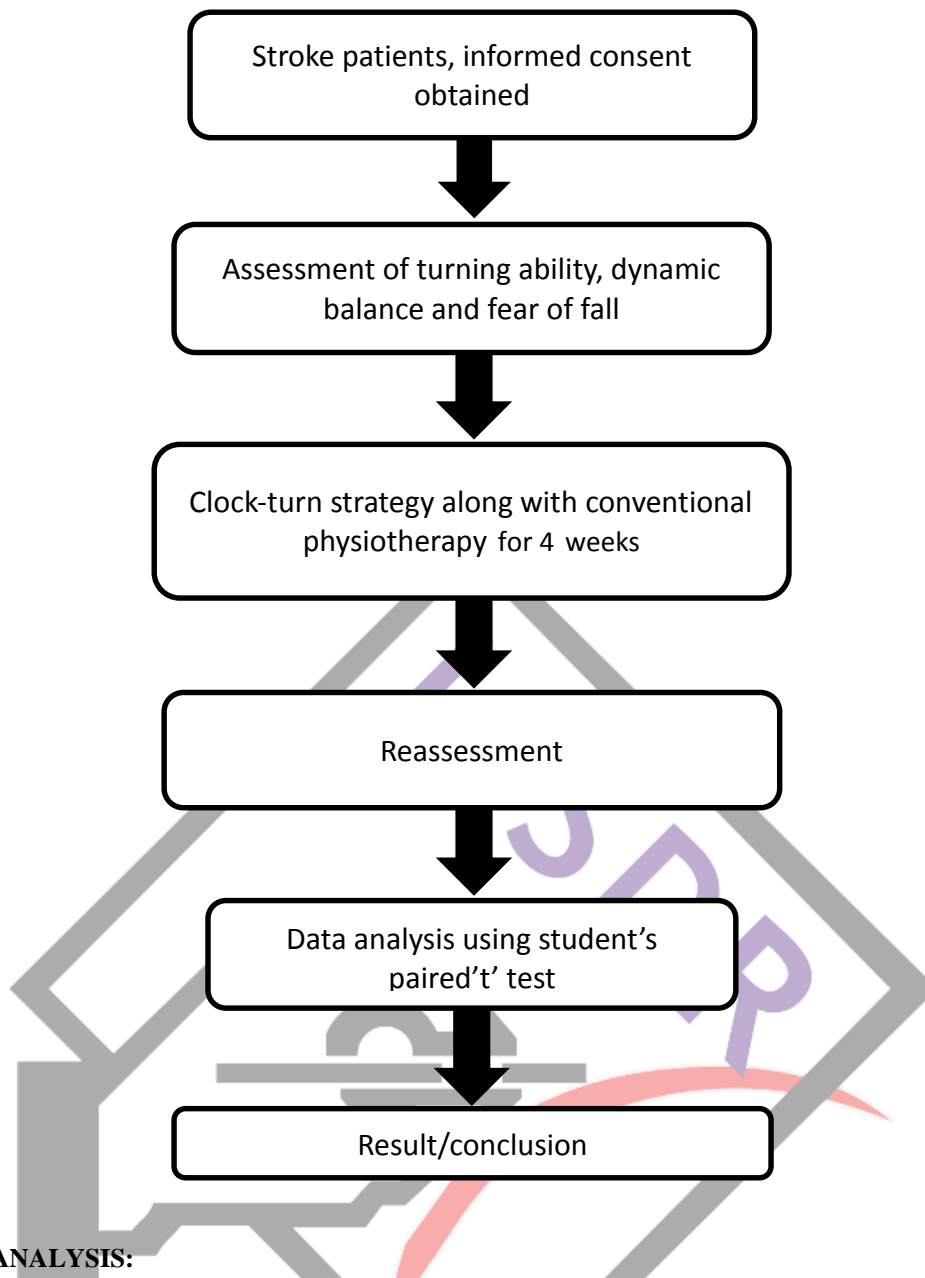 Stroke patients, informed consent
obtained
Assessment of turning ability, dynamic
balance and fear of fall
Clock-turn strategy along with conventional
physiotherapy for 4 weeks
Reassessment
Data analysis using student’s
paired’t’ test
Result/conclusion
ANALYSIS: